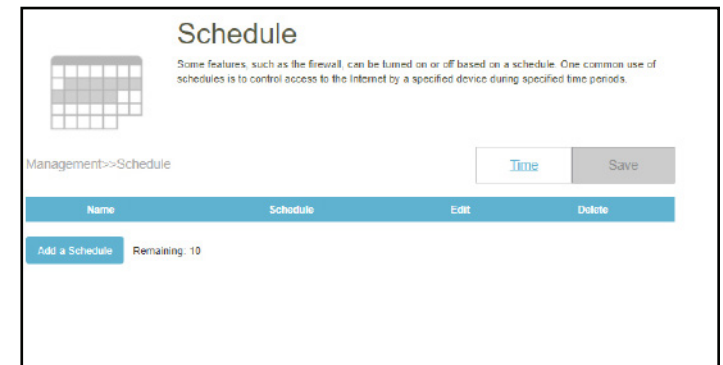 Schedule
Some features, such as the firewall, can be turned on or off based on a schedule. One common use of
schedules is to control access to the Internet by a specified device during specified time periods.
Management>>Schedule
Time
Save
Name Schedule Edit Delete
Add a Schedule Remaining: 10